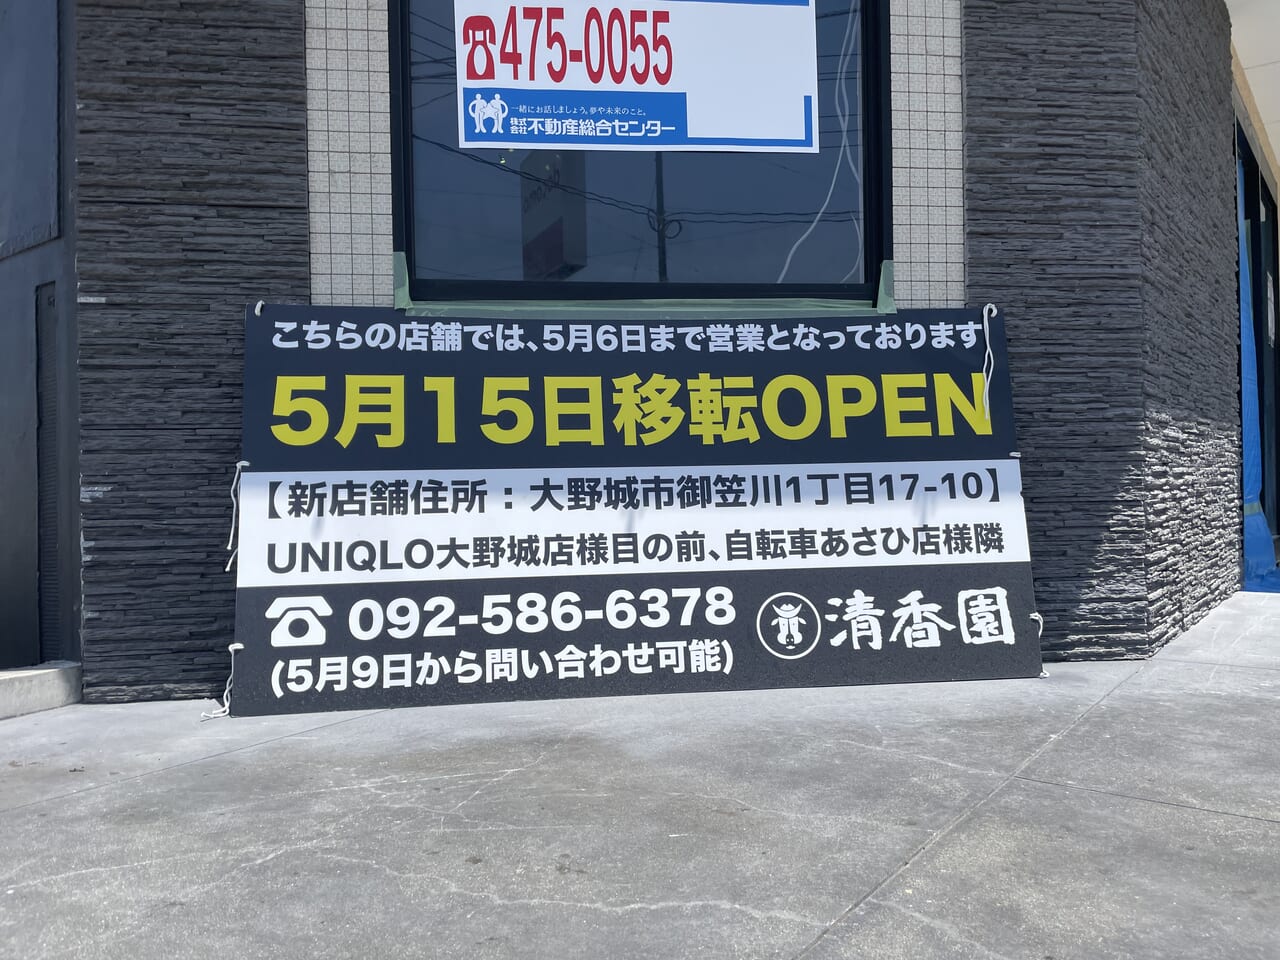 ☎475-0055
一緒にお話しましょう。夢や未来のこと。
株式会社不動産総合センター
こちらの店舗では、5月6日まで営業となっております
5月15日移転OPEN
【新店舗住所：大野城市御笠川1丁目17-10】
UNIQLO大野城店様目の前、自転車あさひ店様隣
☎ 092-586-6378
(5月9日から問い合わせ可能)
清香園